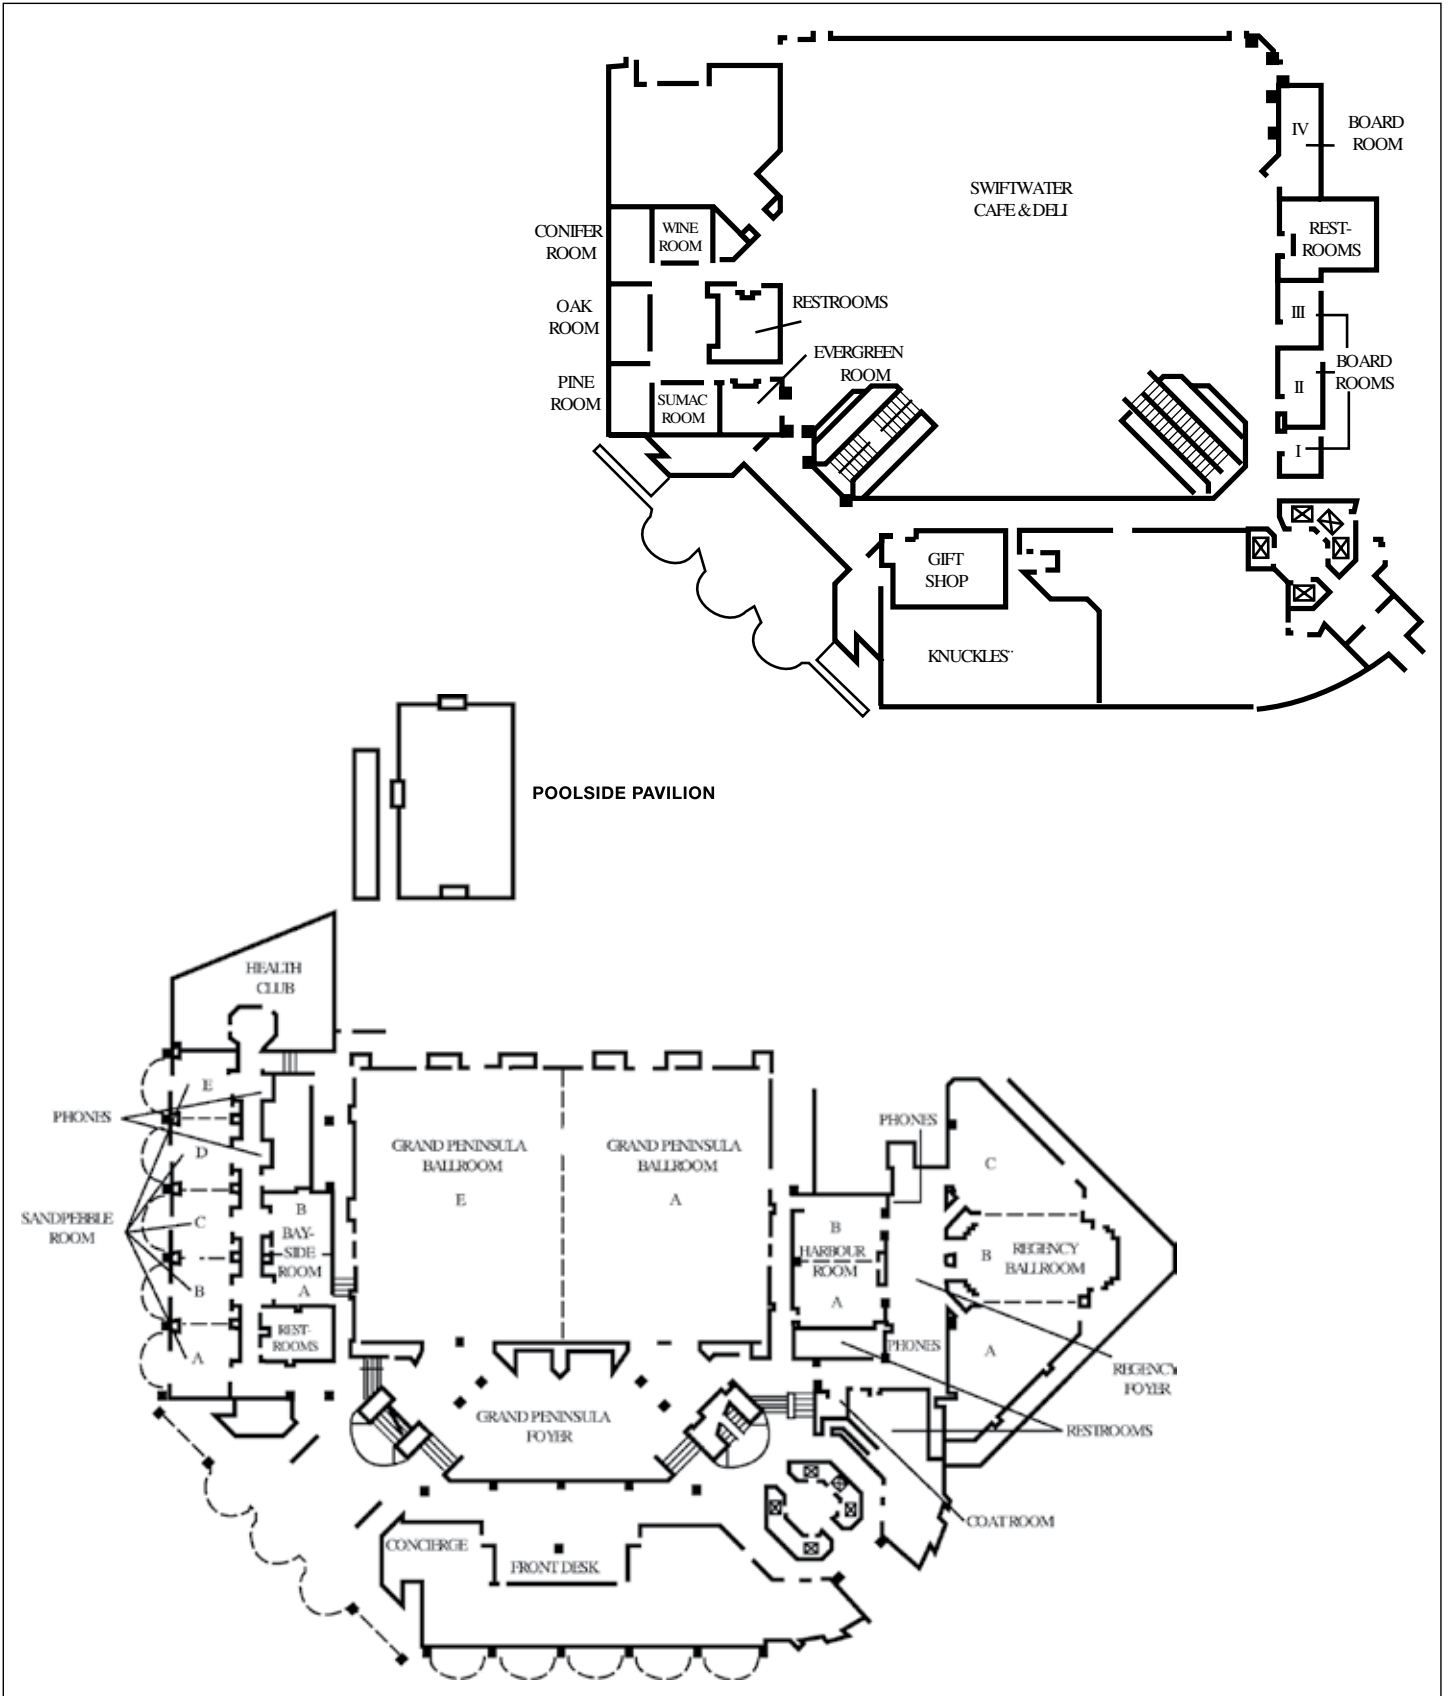 IV
BOARD
ROOM
SWIFTWATER
CAFE & DELI
CONIFER
ROOM
WINE
ROOM
REST-
ROOMS
OAK
ROOM
RESTROOMS
III
EVERGREEN
ROOM
BOARD
ROOMS
PINE
ROOM
SUMAC
ROOM
II
I
GIFT
SHOP
KNUCKLES¨
POOLSIDE PAVILION
HEALTH
CLUB
E
PHONES
D
SANDPEBBLE
ROOM
C
B
A
B
BAY-
SIDE
ROOM
A
REST-
ROOMS
GRAND PENINSULA
BALLROOM
E
GRAND PENINSULA
BALLROOM
A
PHONES
C
B
HARBOUR
ROOM
A
B
REGENCY
BALLROOM
PHONES
A
REGENCY
FOYER
GRAND PENINSULA
FOYER
RESTROOMS
COAT ROOM
CONCIERGE
FRONT DESK